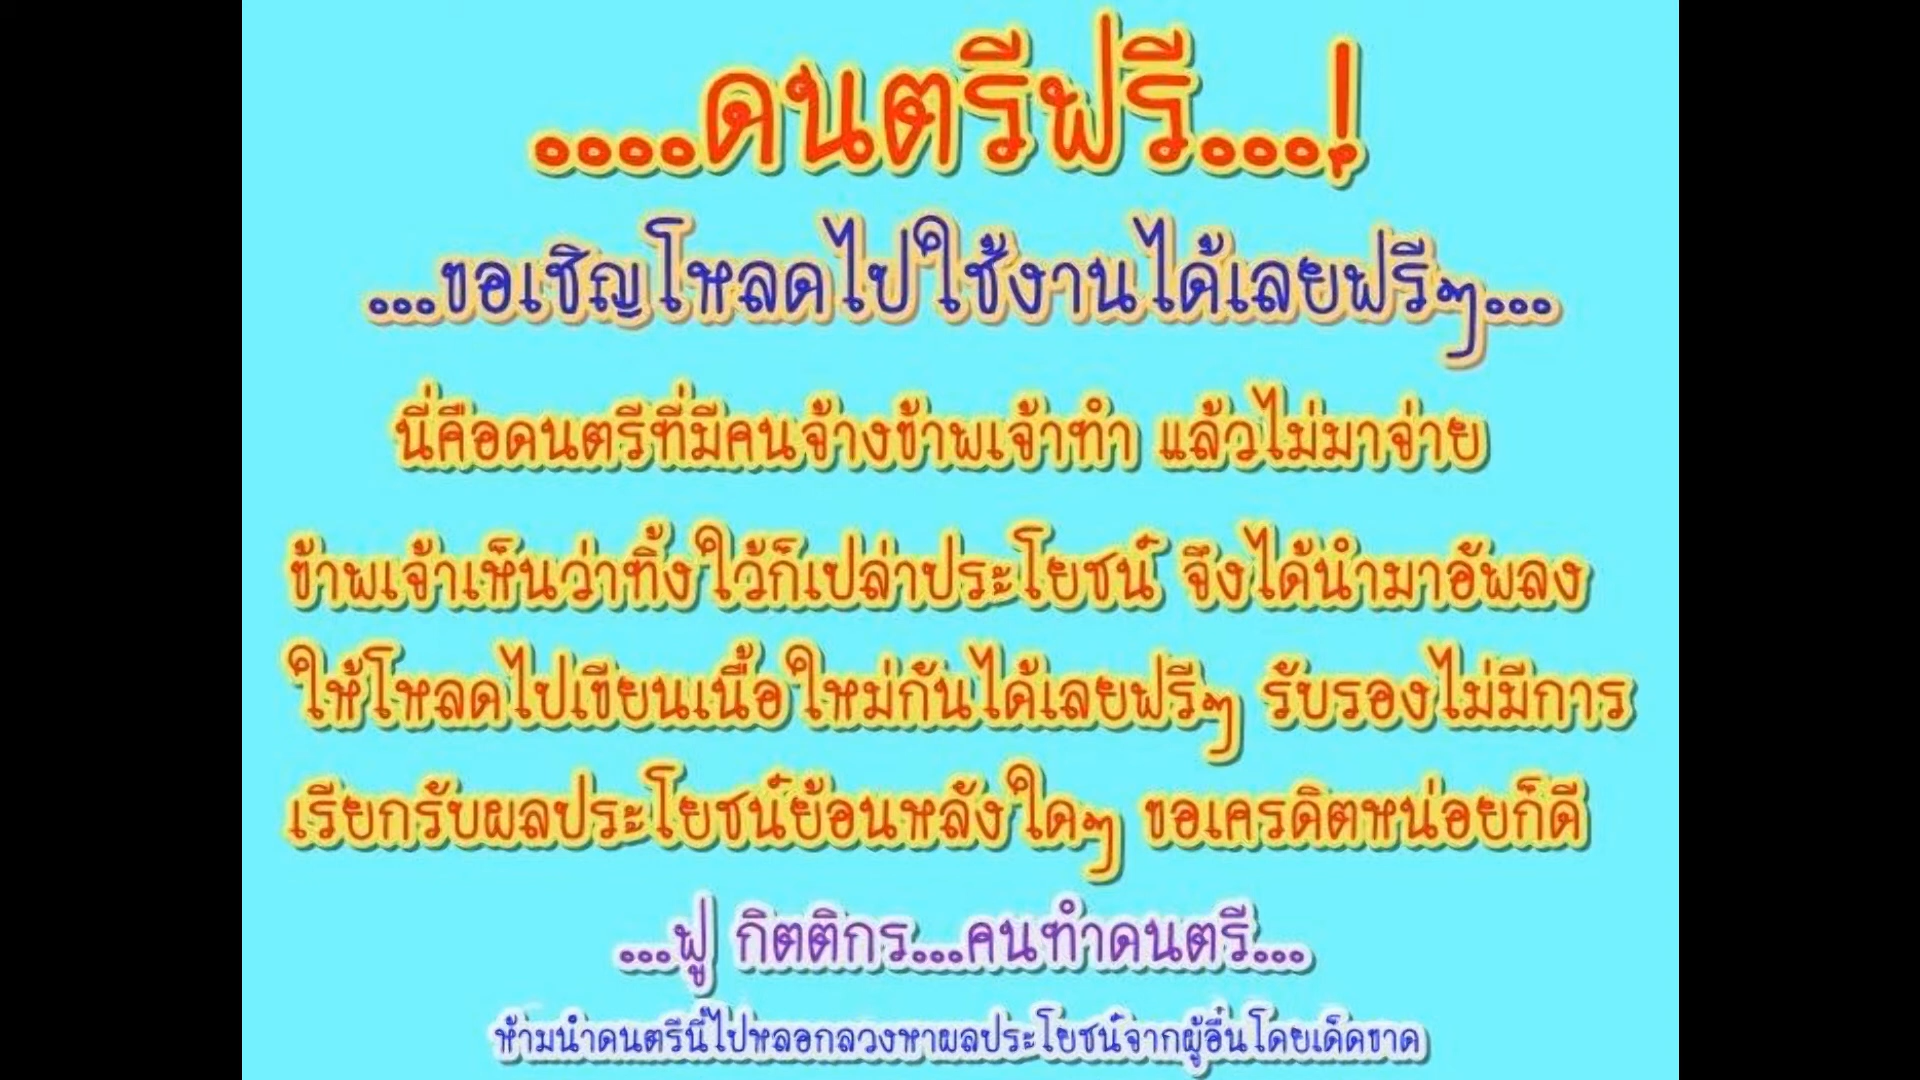 ....ดนตรีฟรี...!
...ขอเชิญโหลดไปใช้งานได้เลยฟรีๆ...
นี่คือดนตรีที่มีคนจ้างข้าพเจ้าทำ แล้วไม่มาจ่าย
ข้าพเจ้าเห็นว่าทิ้งใว้ก็เปล่าประโยชน์ จึงได้นำมาอัพลง
ให้โหลดไปเขียนเนื้อใหม่กันได้เลยฟรีๆ รับรองไม่มีการ
เรียกรับผลประโยชน์ย้อนหลังใดๆ ขอเครดิตหน่อยก็ดี
...ฟู กิตติกร...คนทำดนตรี...
ห้ามนำดนตรีนี้ไปหลอกลวงหาผลประโยชน์จากผู้อื่นโดยเด็ดขาด